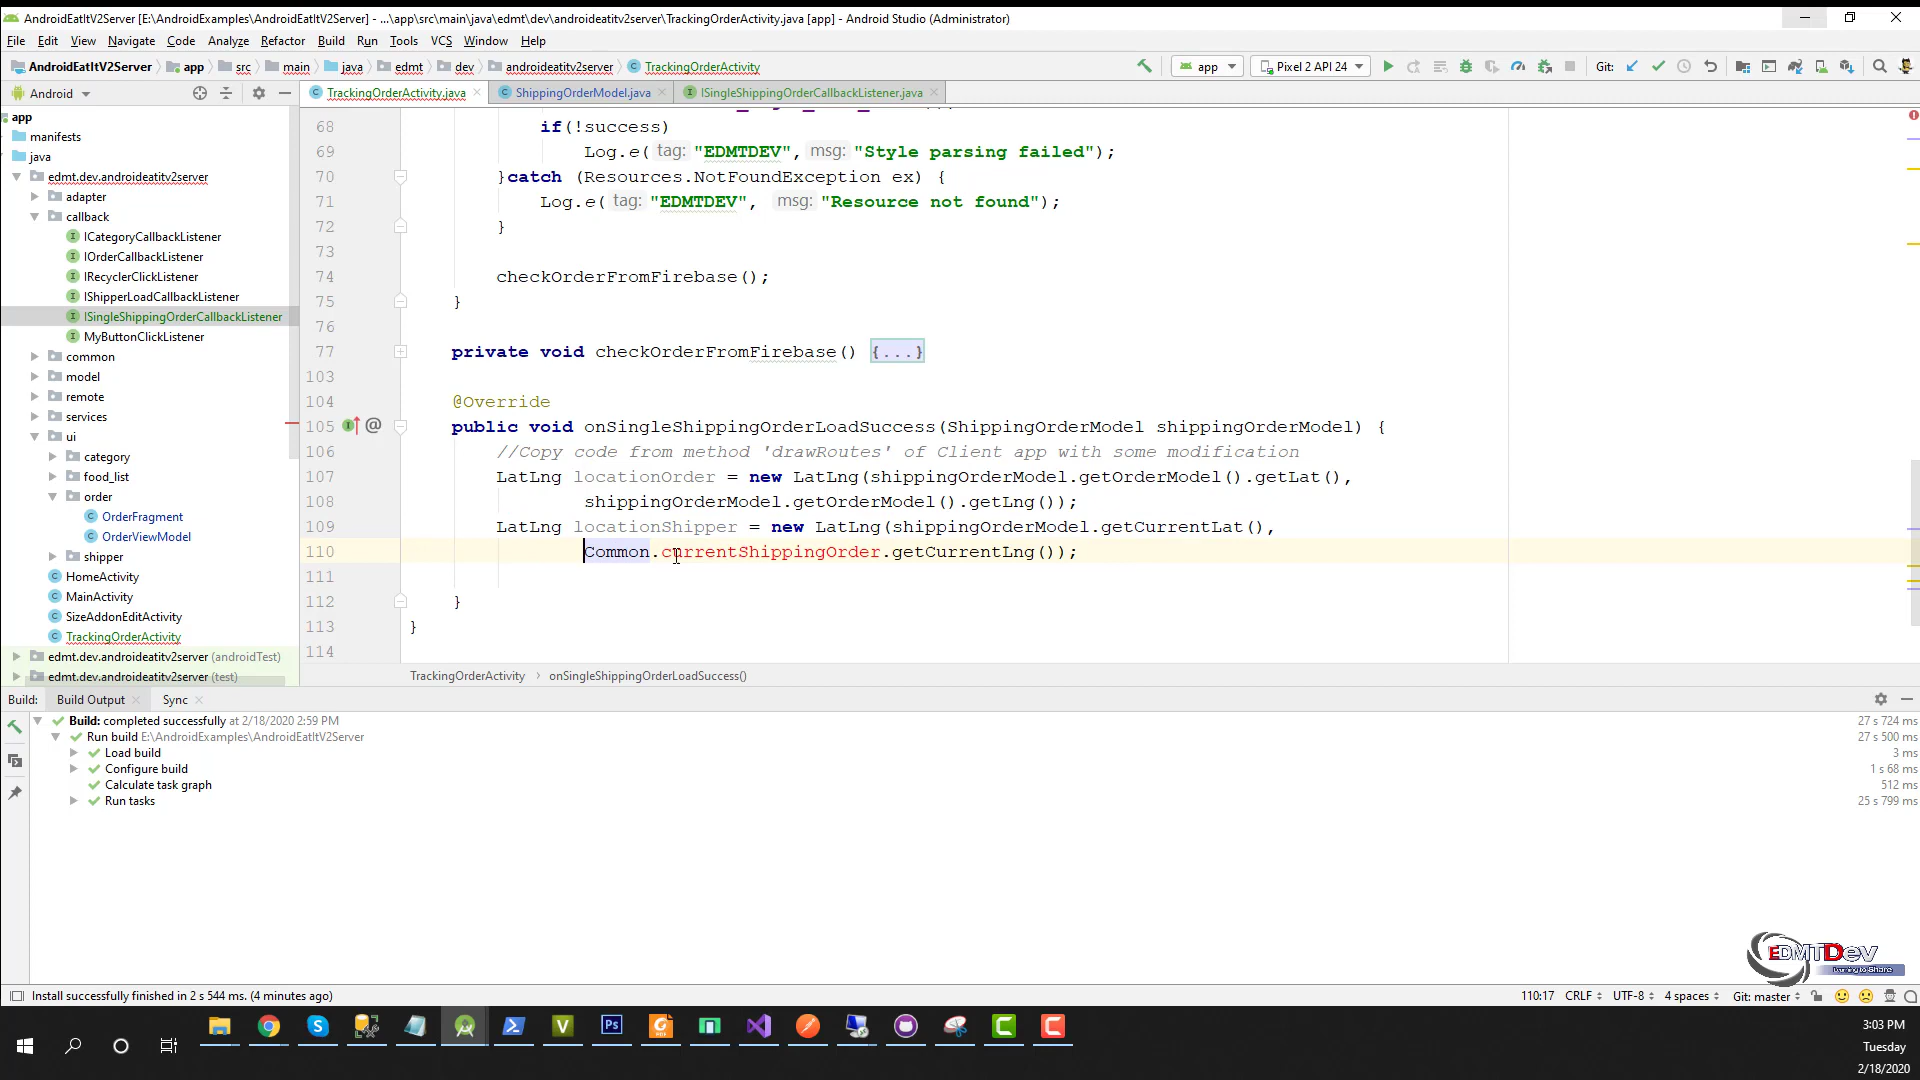 AndroidEatItV2Server [E:\AndroidExamples\AndroidEatItV2Server] - ...\app\src\main\java\edmt\dev\androideatitv2server\TrackingOrderActivity.java [app] - Android Studio (Administrator)
File Edit View Navigate Code Analyze Refactor Build Run Tools VCS Window Help
AndroidEatItV2Server app src main java edmt dev androideatitv2server TrackingOrderActivity app Pixel 2 API 24 Git:
Android TrackingOrderActivity.java ShippingOrderModel.java ISingleShippingOrderCallbackListener.java
app
manifests
java
edmt.dev.androideatitv2server
adapter
callback
ICategoryCallbackListener
IOrderCallbackListener
IRecyclerClickListener
IShipperLoadCallbackListener
ISingleShippingOrderCallbackListener
MyButtonClickListener
common
model
remote
services
ui
category
food_list
order
OrderFragment
OrderViewModel
shipper
HomeActivity
MainActivity
SizeAddonEditActivity
TrackingOrderActivity
edmt.dev.androideatitv2server (androidTest)
edmt.dev.androideatitv2server (test)
68 if(!success)
69 Log.e( tag: "EDMTDEV", msg: "Style parsing failed");
70 }catch (Resources.NotFoundException ex) {
71 Log.e( tag: "EDMTDEV", msg: "Resource not found");
72 }
73
74 checkOrderFromFirebase();
75 }
76
77 private void checkOrderFromFirebase() {...}
103
104 @Override
105 @ public void onSingleShippingOrderLoadSuccess(ShippingOrderModel shippingOrderModel) {
106 //Copy code from method 'drawRoutes' of Client app with some modification
107 LatLng locationOrder = new LatLng(shippingOrderModel.getOrderModel().getLat(),
108 shippingOrderModel.getOrderModel().getLng());
109 LatLng locationShipper = new LatLng(shippingOrderModel.getCurrentLat(),
110 Common.currentShippingOrder.getCurrentLng());
111
112 }
113 }
114
TrackingOrderActivity › onSingleShippingOrderLoadSuccess()
Build: Build Output Sync
Build: completed successfully at 2/18/2020 2:59 PM 27 s 724 ms
Run build E:\AndroidExamples\AndroidEatItV2Server 27 s 500 ms
Load build 3 ms
Configure build 1 s 68 ms
Calculate task graph 512 ms
Run tasks 25 s 799 ms
EDMTDev
Learning to Share
Install successfully finished in 2 s 544 ms. (4 minutes ago) 110:17 CRLF UTF-8 4 spaces Git: master
3:03 PM
Tuesday
2/18/2020